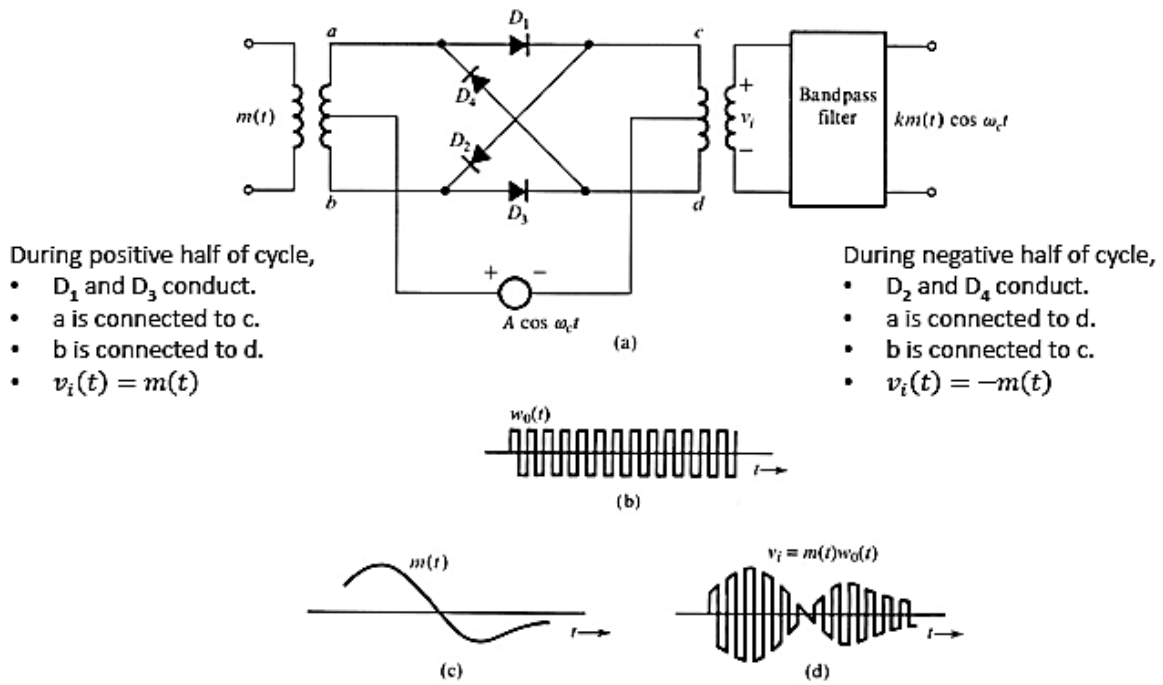 a
D₁
c
m(t)
D₄
+
vᵢ
−
Bandpass
filter
km(t) cos ω꜀t
D₂
b
D₃
d
+ −
A cos ω꜀t
(a)
During positive half of cycle,
• D₁ and D₃ conduct.
• a is connected to c.
• b is connected to d.
• vᵢ(t) = m(t)
During negative half of cycle,
• D₂ and D₄ conduct.
• a is connected to d.
• b is connected to c.
• vᵢ(t) = −m(t)
w₀(t)
t→
(b)
m(t)
t→
(c)
vᵢ = m(t)w₀(t)
t→
(d)